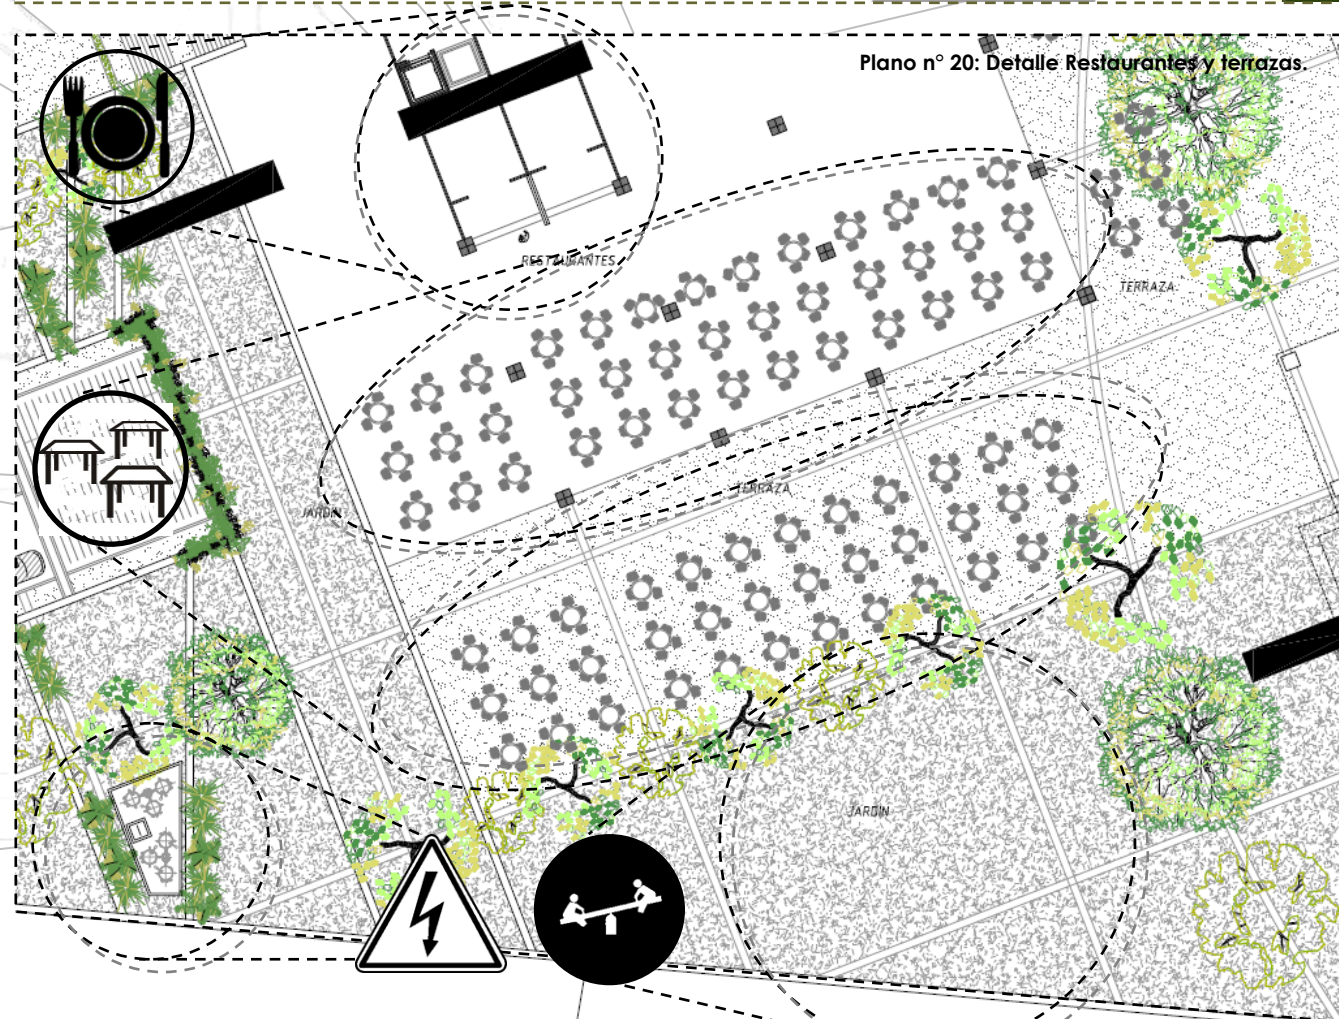 Plano n° 20: Detalle Restaurantes y terrazas.
RESTAURANTES
TERRAZA
TERRAZA
JARDIN
JARDIN